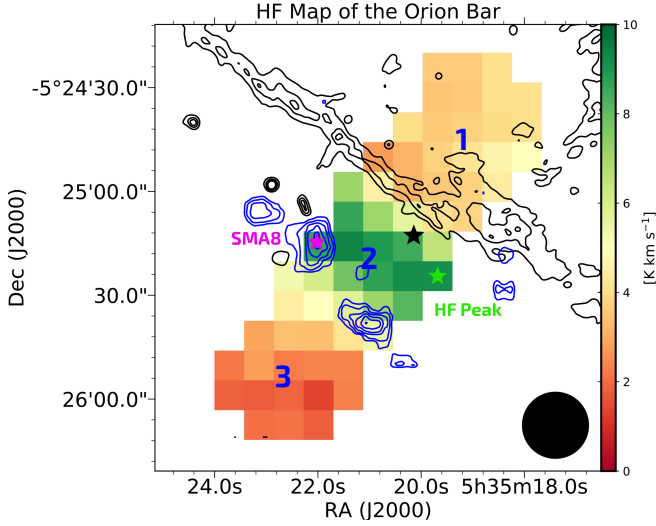 HF Map of the Orion Bar
-5°24'30.0"
25'00.0"
30.0"
26'00.0"
Dec (J2000)
1
2
3
SMA8
HF Peak
24.0s
22.0s
20.0s
5h35m18.0s
RA (J2000)
10
8
6
4
2
0
[K km s⁻¹]